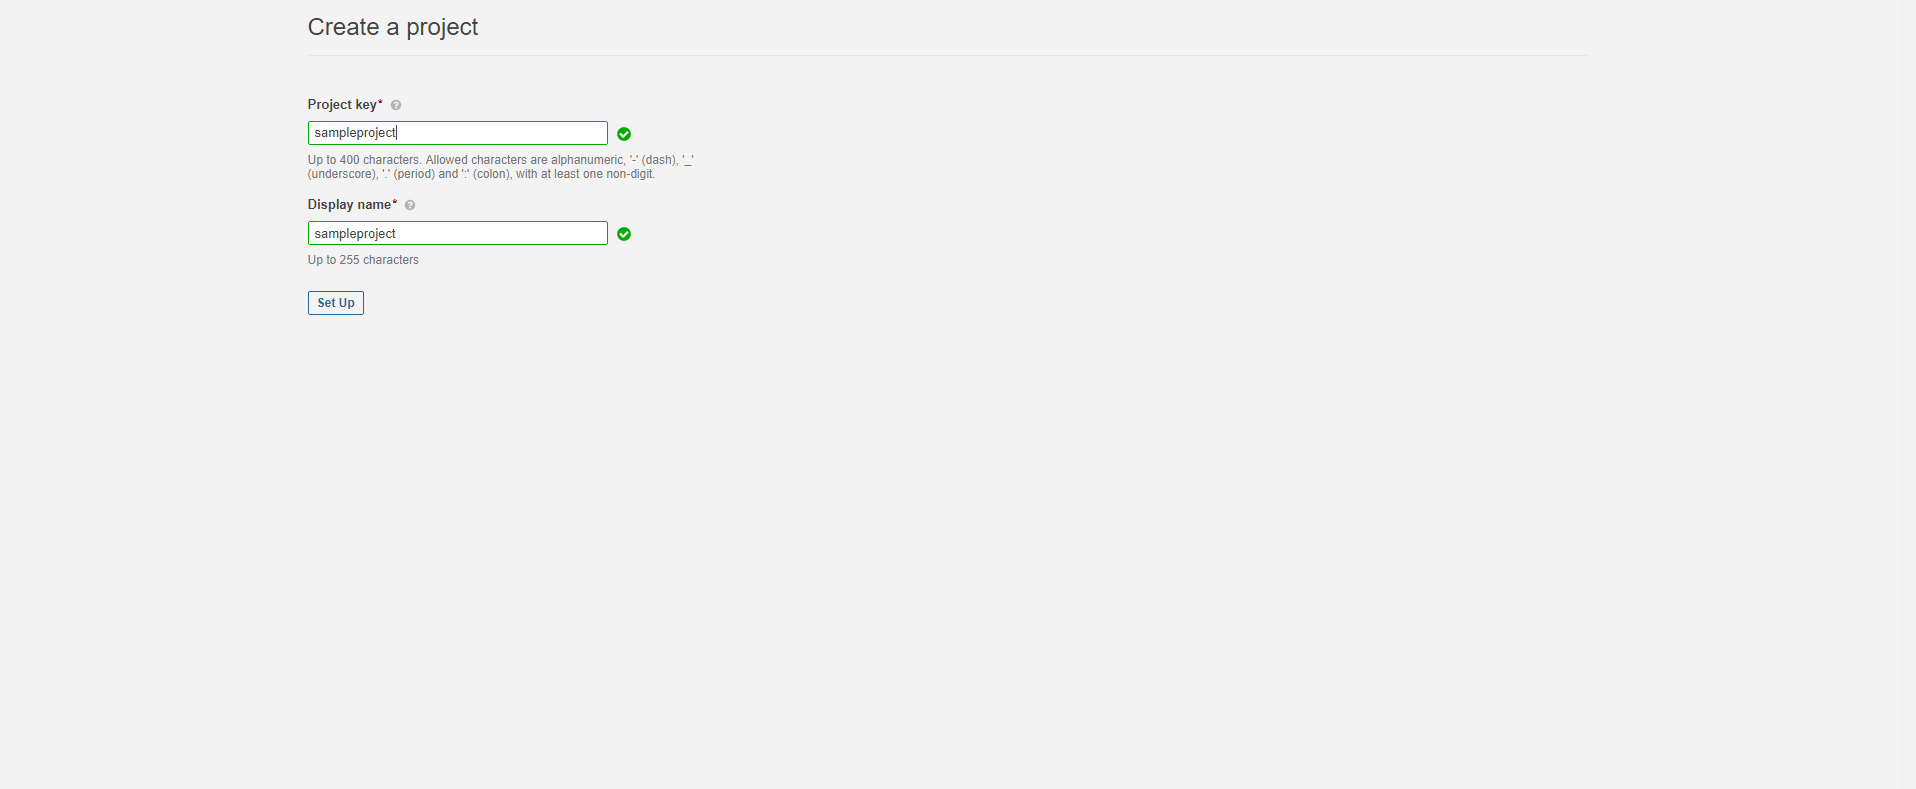 Create a project
Project key*
sampleproject
Up to 400 characters. Allowed characters are alphanumeric, '-' (dash), '_'
(underscore), '.' (period) and ':' (colon), with at least one non-digit.
Display name*
sampleproject
Up to 255 characters
Set Up